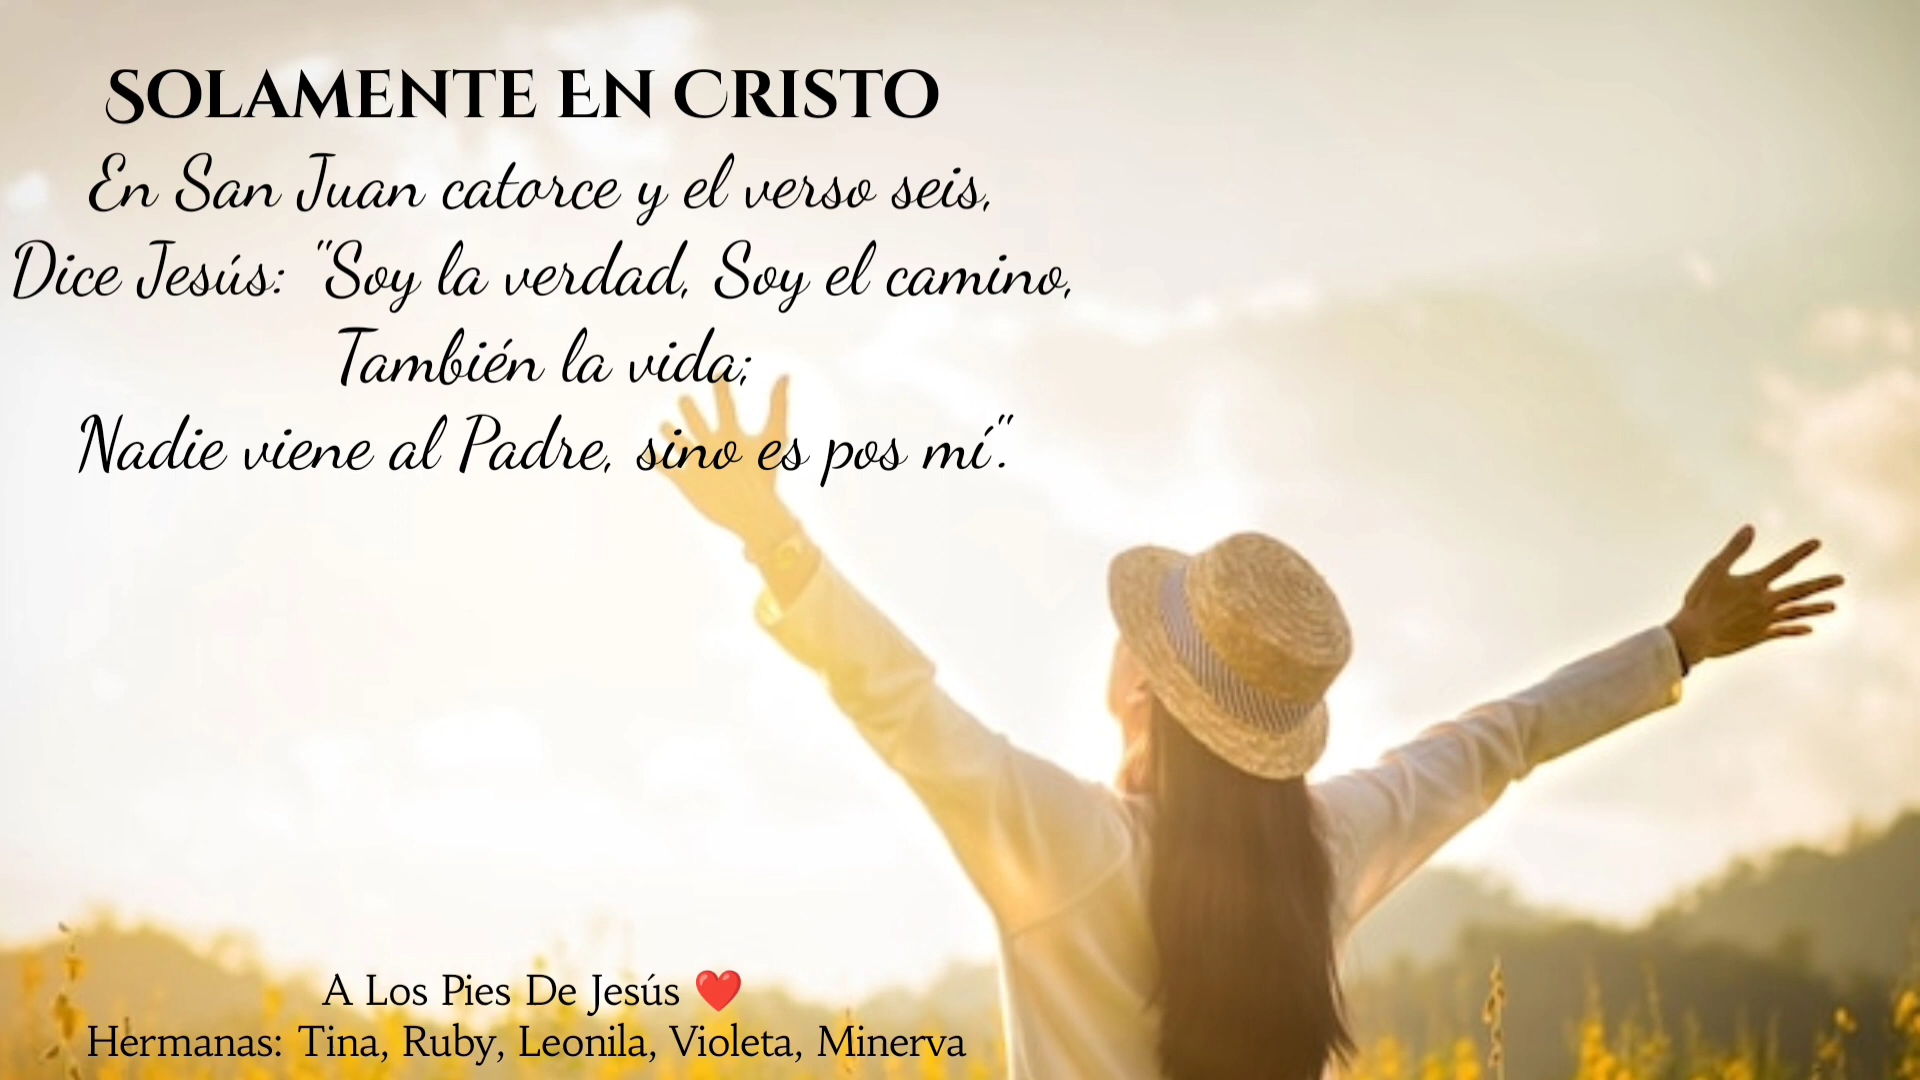 Solamente En Cristo
En San Juan catorce y el verso seis,
Dice Jesús: "Soy la verdad, Soy el camino,
También la vida;
Nadie viene al Padre, sino es pos mí".
A Los Pies De Jesús ❤️
Hermanas: Tina, Ruby, Leonila, Violeta, Minerva